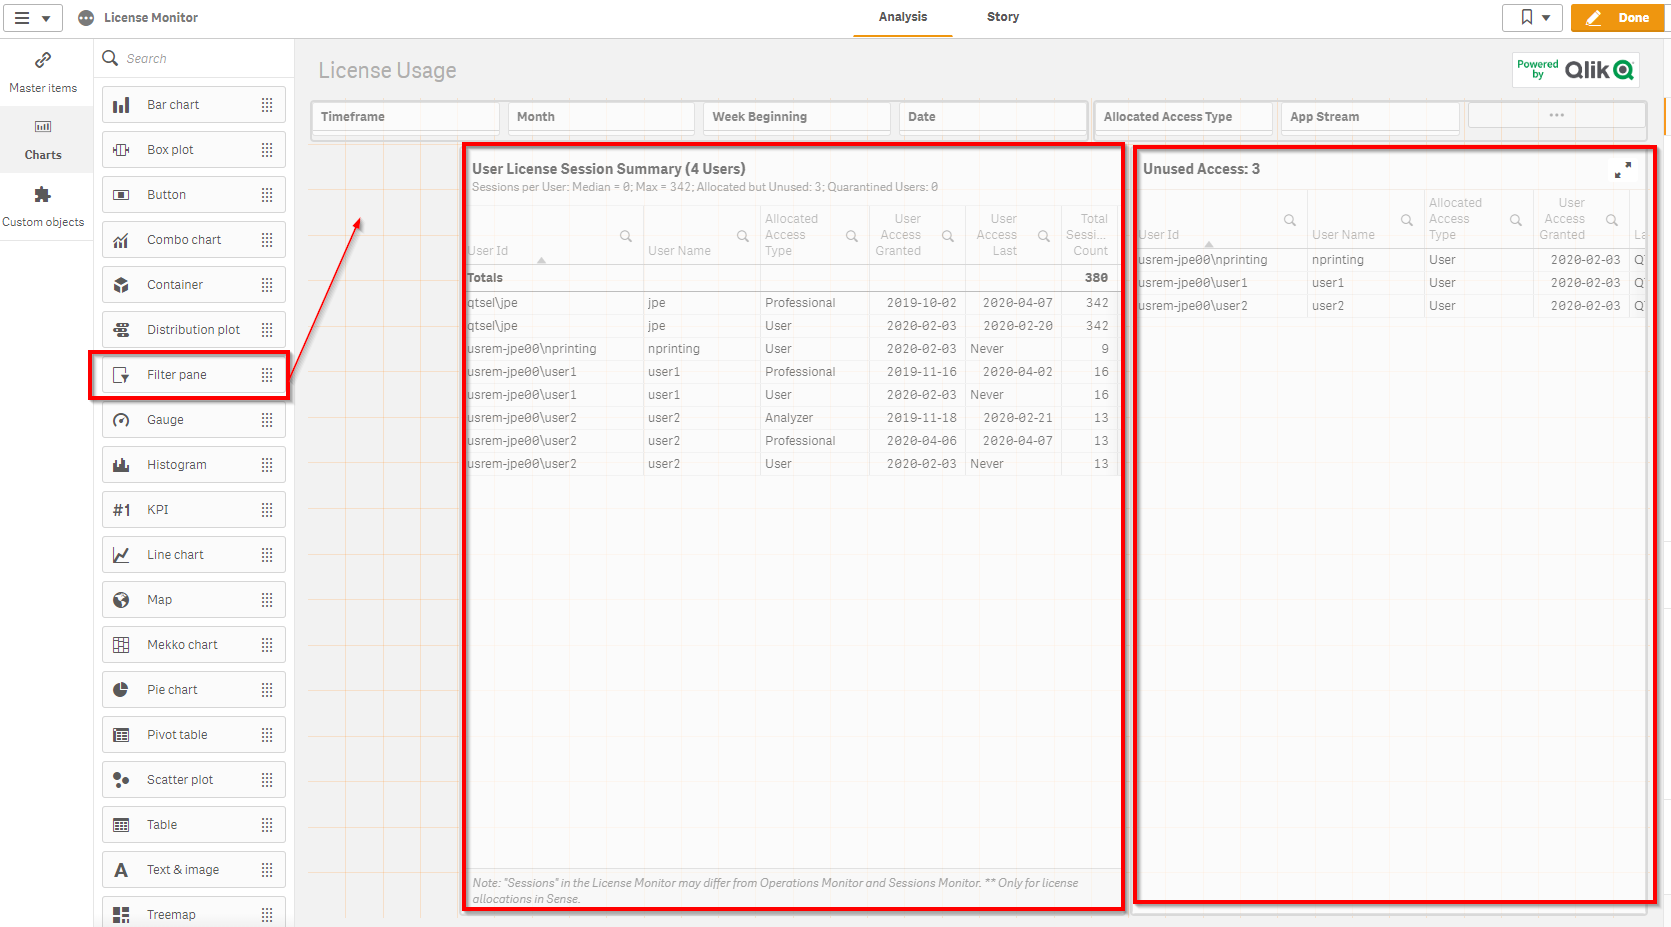 License Monitor
Analysis
Story
Done
Master items
Charts
Custom objects
Search
Bar chart
Box plot
Button
Combo chart
Container
Distribution plot
Filter pane
Gauge
Histogram
#1 KPI
Line chart
Map
Mekko chart
Pie chart
Pivot table
Scatter plot
Table
A Text & image
Treemap
License Usage
Powered by Qlik
Timeframe
Month
Week Beginning
Date
Allocated Access Type
App Stream
...
User License Session Summary (4 Users)
Sessions per User: Median = 0; Max = 342; Allocated but Unused: 3; Quarantined Users: 0
User Id User Name Allocated Access Type User Access Granted User Access Last Total Sessi... Count
Totals 380
qtsel\jpe jpe Professional 2019-10-02 2020-04-07 342
qtsel\jpe jpe User 2020-02-03 2020-02-20 342
usrem-jpe00\nprinting nprinting User 2020-02-03 Never 9
usrem-jpe00\user1 user1 Professional 2019-11-16 2020-04-02 16
usrem-jpe00\user1 user1 User 2020-02-03 Never 16
usrem-jpe00\user2 user2 Analyzer 2019-11-18 2020-02-21 13
usrem-jpe00\user2 user2 Professional 2020-04-06 2020-04-07 13
usrem-jpe00\user2 user2 User 2020-02-03 Never 13
Note: "Sessions" in the License Monitor may differ from Operations Monitor and Sessions Monitor. ** Only for license
allocations in Sense.
Unused Access: 3
User Id User Name Allocated Access Type User Access Granted La
usrem-jpe00\nprinting nprinting User 2020-02-03 Q
usrem-jpe00\user1 user1 User 2020-02-03 Q
usrem-jpe00\user2 user2 User 2020-02-03 Q